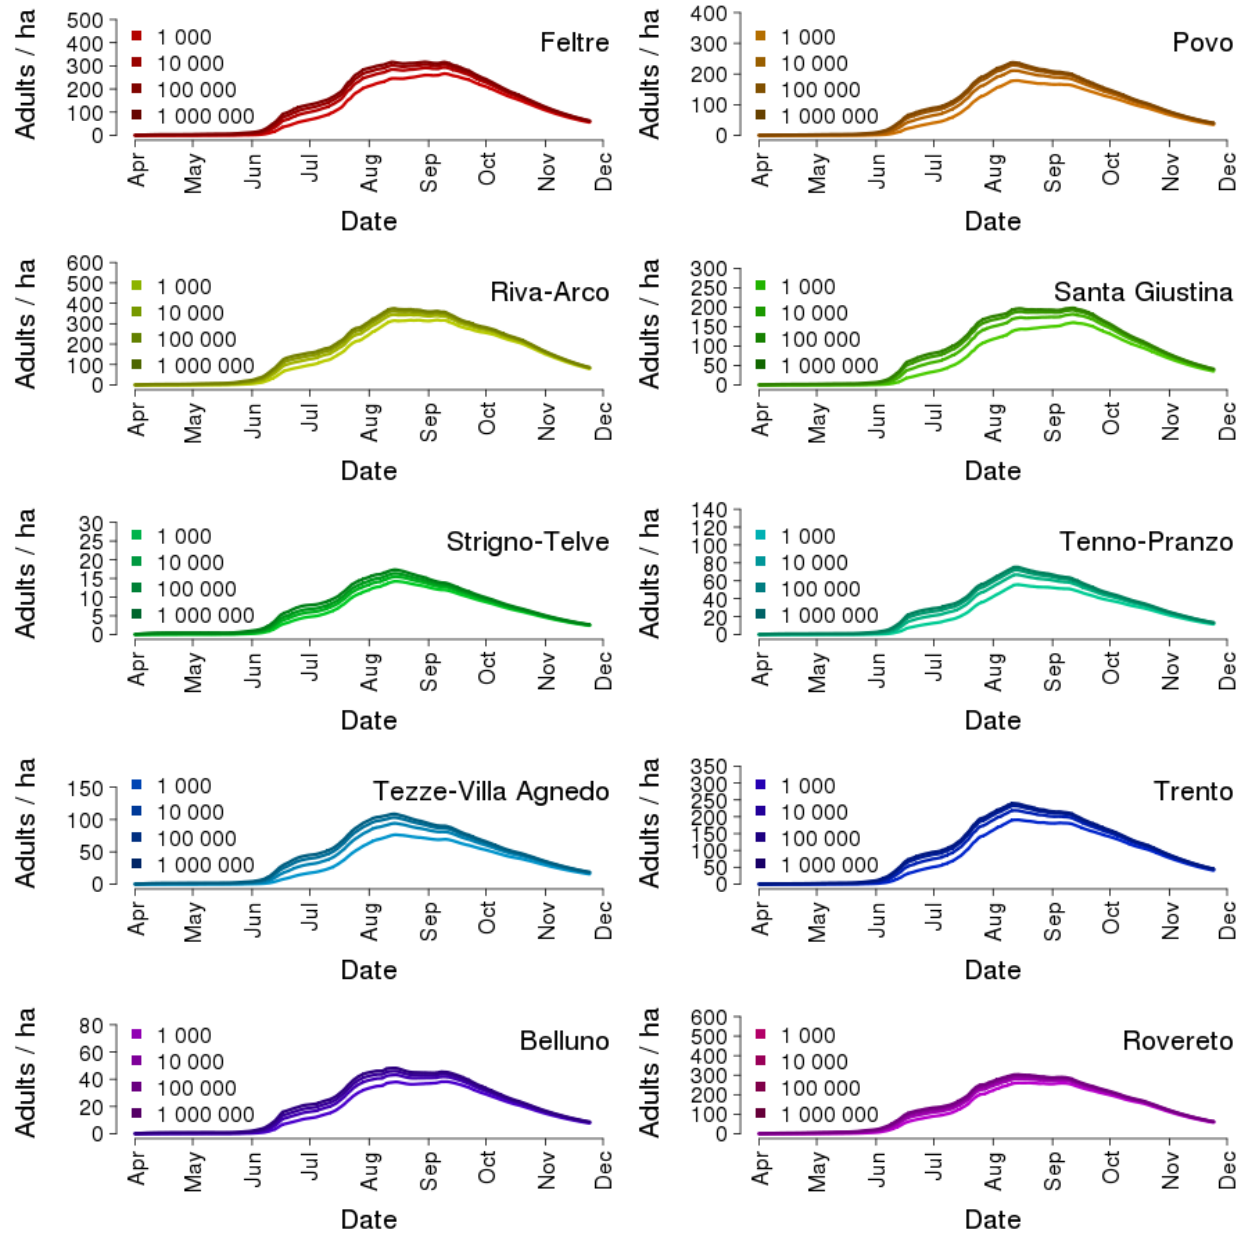 Feltre
Adults / ha
500
400
300
200
100
0
1 000
10 000
100 000
1 000 000
Apr
May
Jun
Jul
Aug
Sep
Oct
Nov
Dec
Date
Povo
400
300
200
100
0
1 000
10 000
100 000
1 000 000
Apr
May
Jun
Jul
Aug
Sep
Oct
Nov
Dec
Date
Riva-Arco
Adults / ha
600
500
400
300
200
100
0
1 000
10 000
100 000
1 000 000
Apr
May
Jun
Jul
Aug
Sep
Oct
Nov
Dec
Date
Santa Giustina
Adults / ha
300
250
200
150
100
50
0
1 000
10 000
100 000
1 000 000
Apr
May
Jun
Jul
Aug
Sep
Oct
Nov
Dec
Date
Strigno-Telve
Adults / ha
30
25
20
15
10
5
0
1 000
10 000
100 000
1 000 000
Apr
May
Jun
Jul
Aug
Sep
Oct
Nov
Dec
Date
Tenno-Pranzo
Adults / ha
140
120
100
80
60
40
20
0
1 000
10 000
100 000
1 000 000
Apr
May
Jun
Jul
Aug
Sep
Oct
Nov
Dec
Date
Tezze-Villa Agnedo
Adults / ha
150
100
50
0
1 000
10 000
100 000
1 000 000
Apr
May
Jun
Jul
Aug
Sep
Oct
Nov
Dec
Date
Trento
Adults / ha
350
300
250
200
150
100
50
0
1 000
10 000
100 000
1 000 000
Apr
May
Jun
Jul
Aug
Sep
Oct
Nov
Dec
Date
Belluno
Adults / ha
80
60
40
20
0
1 000
10 000
100 000
1 000 000
Apr
May
Jun
Jul
Aug
Sep
Oct
Nov
Dec
Date
Rovereto
Adults / ha
600
500
400
300
200
100
0
1 000
10 000
100 000
1 000 000
Apr
May
Jun
Jul
Aug
Sep
Oct
Nov
Dec
Date
Adults / ha